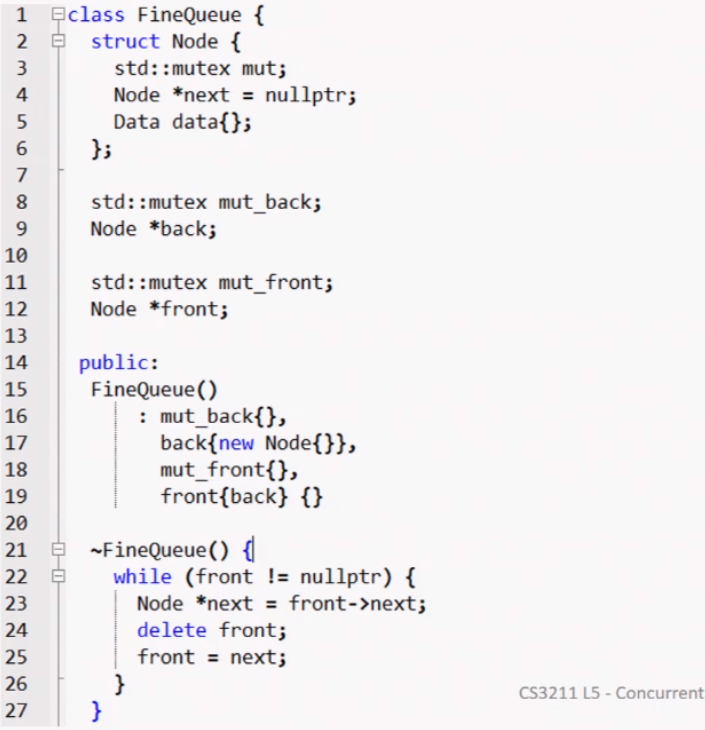 1 class FineQueue {
2 struct Node {
3 std::mutex mut;
4 Node *next = nullptr;
5 Data data{};
6 };
7
8 std::mutex mut_back;
9 Node *back;
10
11 std::mutex mut_front;
12 Node *front;
13
14 public:
15 FineQueue()
16 : mut_back{},
17 back{new Node{}},
18 mut_front{},
19 front{back} {}
20
21 ~FineQueue() {
22 while (front != nullptr) {
23 Node *next = front->next;
24 delete front;
25 front = next;
26 }
27 }
CS3211 L5 - Concurrent